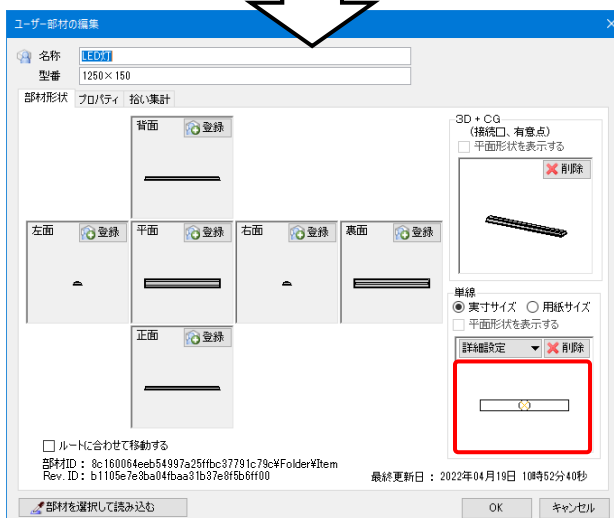 ユーザー部材の編集
名称 LED灯
型番 1250×150
部材形状 プロパティ 拾い集計
背面 登録
左面 登録 平面 登録 右面 登録 裏面 登録
正面 登録
3D + CG
(接続口、有意点)
平面形状を表示する
削除
単線
実寸サイズ 用紙サイズ
平面形状を表示する
詳細設定 削除
ルートに合わせて移動する
部材ID : 8c160064eeb54997a25ffbc37791c79c¥Folder¥Item
Rev. ID : b1105e7e3ba04fbaa31b37e8f5b6ff00
最終更新日 : 2022年04月19日 10時52分40秒
部材を選択して読み込む OK キャンセル